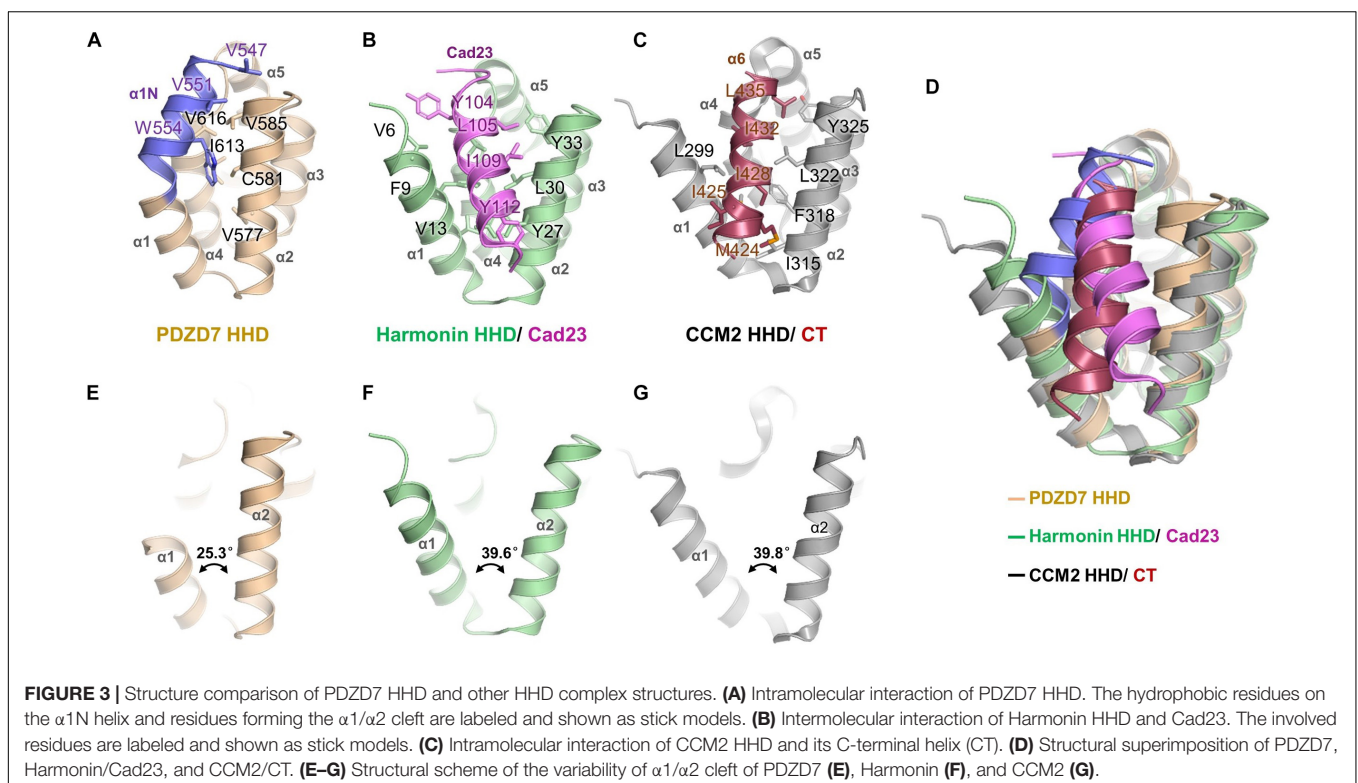 A
V547
α5
V551
α1N
V616
V585
W554
I613
C581
α3
V577
α1
α4
α2
PDZD7 HHD
B
Cad23
α5
Y104
V6
L105
Y33
I109
F9
L30
α3
Y112
V13
Y27
α1
α4
α2
Harmonin HHD/ Cad23
C
α5
α6
L435
α4
I432
Y325
L299
L322
I428
α3
I425
F318
α1
M424
α2
I315
CCM2 HHD/ CT
D
PDZD7 HHD
Harmonin HHD/ Cad23
CCM2 HHD/ CT
E
α2
α1
25.3°
F
α2
α1
39.6°
G
α2
α1
39.8°
FIGURE 3 | Structure comparison of PDZD7 HHD and other HHD complex structures. (A) Intramolecular interaction of PDZD7 HHD. The hydrophobic residues on
the α1N helix and residues forming the α1/α2 cleft are labeled and shown as stick models. (B) Intermolecular interaction of Harmonin HHD and Cad23. The involved
residues are labeled and shown as stick models. (C) Intramolecular interaction of CCM2 HHD and its C-terminal helix (CT). (D) Structural superimposition of PDZD7,
Harmonin/Cad23, and CCM2/CT. (E–G) Structural scheme of the variability of α1/α2 cleft of PDZD7 (E), Harmonin (F), and CCM2 (G).